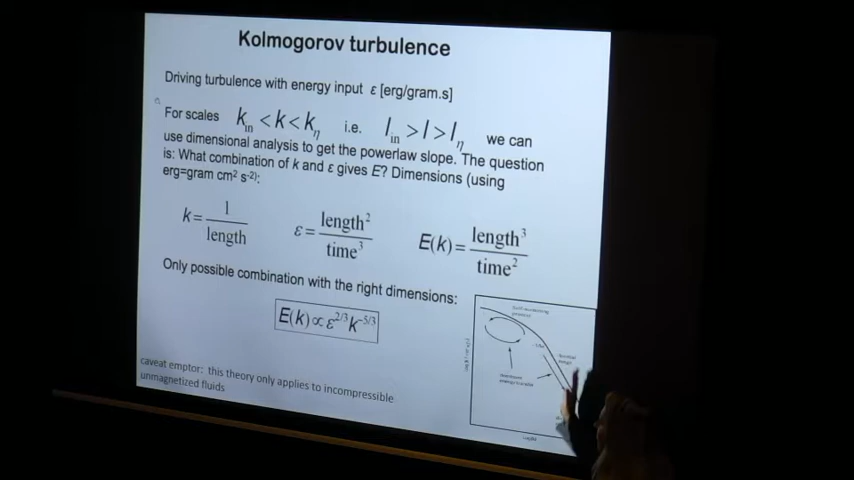 Kolmogorov turbulence
Driving turbulence with energy input ε [erg/gram.s]
For scales k_in < k < k_η i.e. l_in > l > l_η we can
use dimensional analysis to get the powerlaw slope. The question
is: What combination of k and ε gives E? Dimensions (using
erg=gram cm² s⁻²):
k = 1/length ε = length²/time³ E(k) = length³/time²
Only possible combination with the right dimensions:
E(k) ∝ ε^2/3 k^-5/3
caveat emptor: this theory only applies to incompressible
unmagnetized fluids